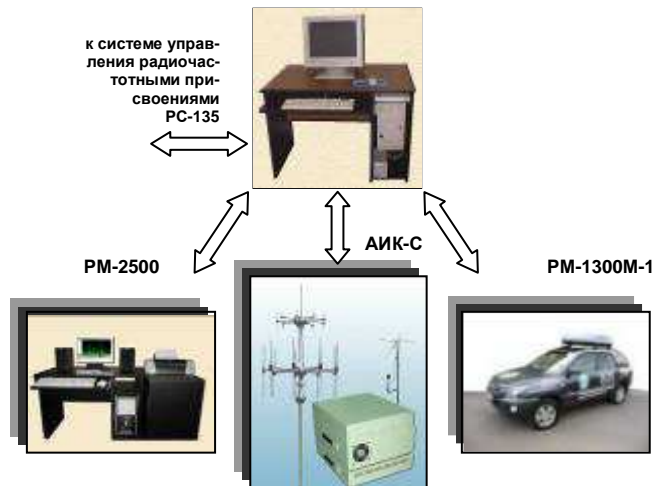 к системе управ-
ления радиочас-
тотными при-
своениями
РС-135
АИК-С
РМ-2500
РМ-1300М-1